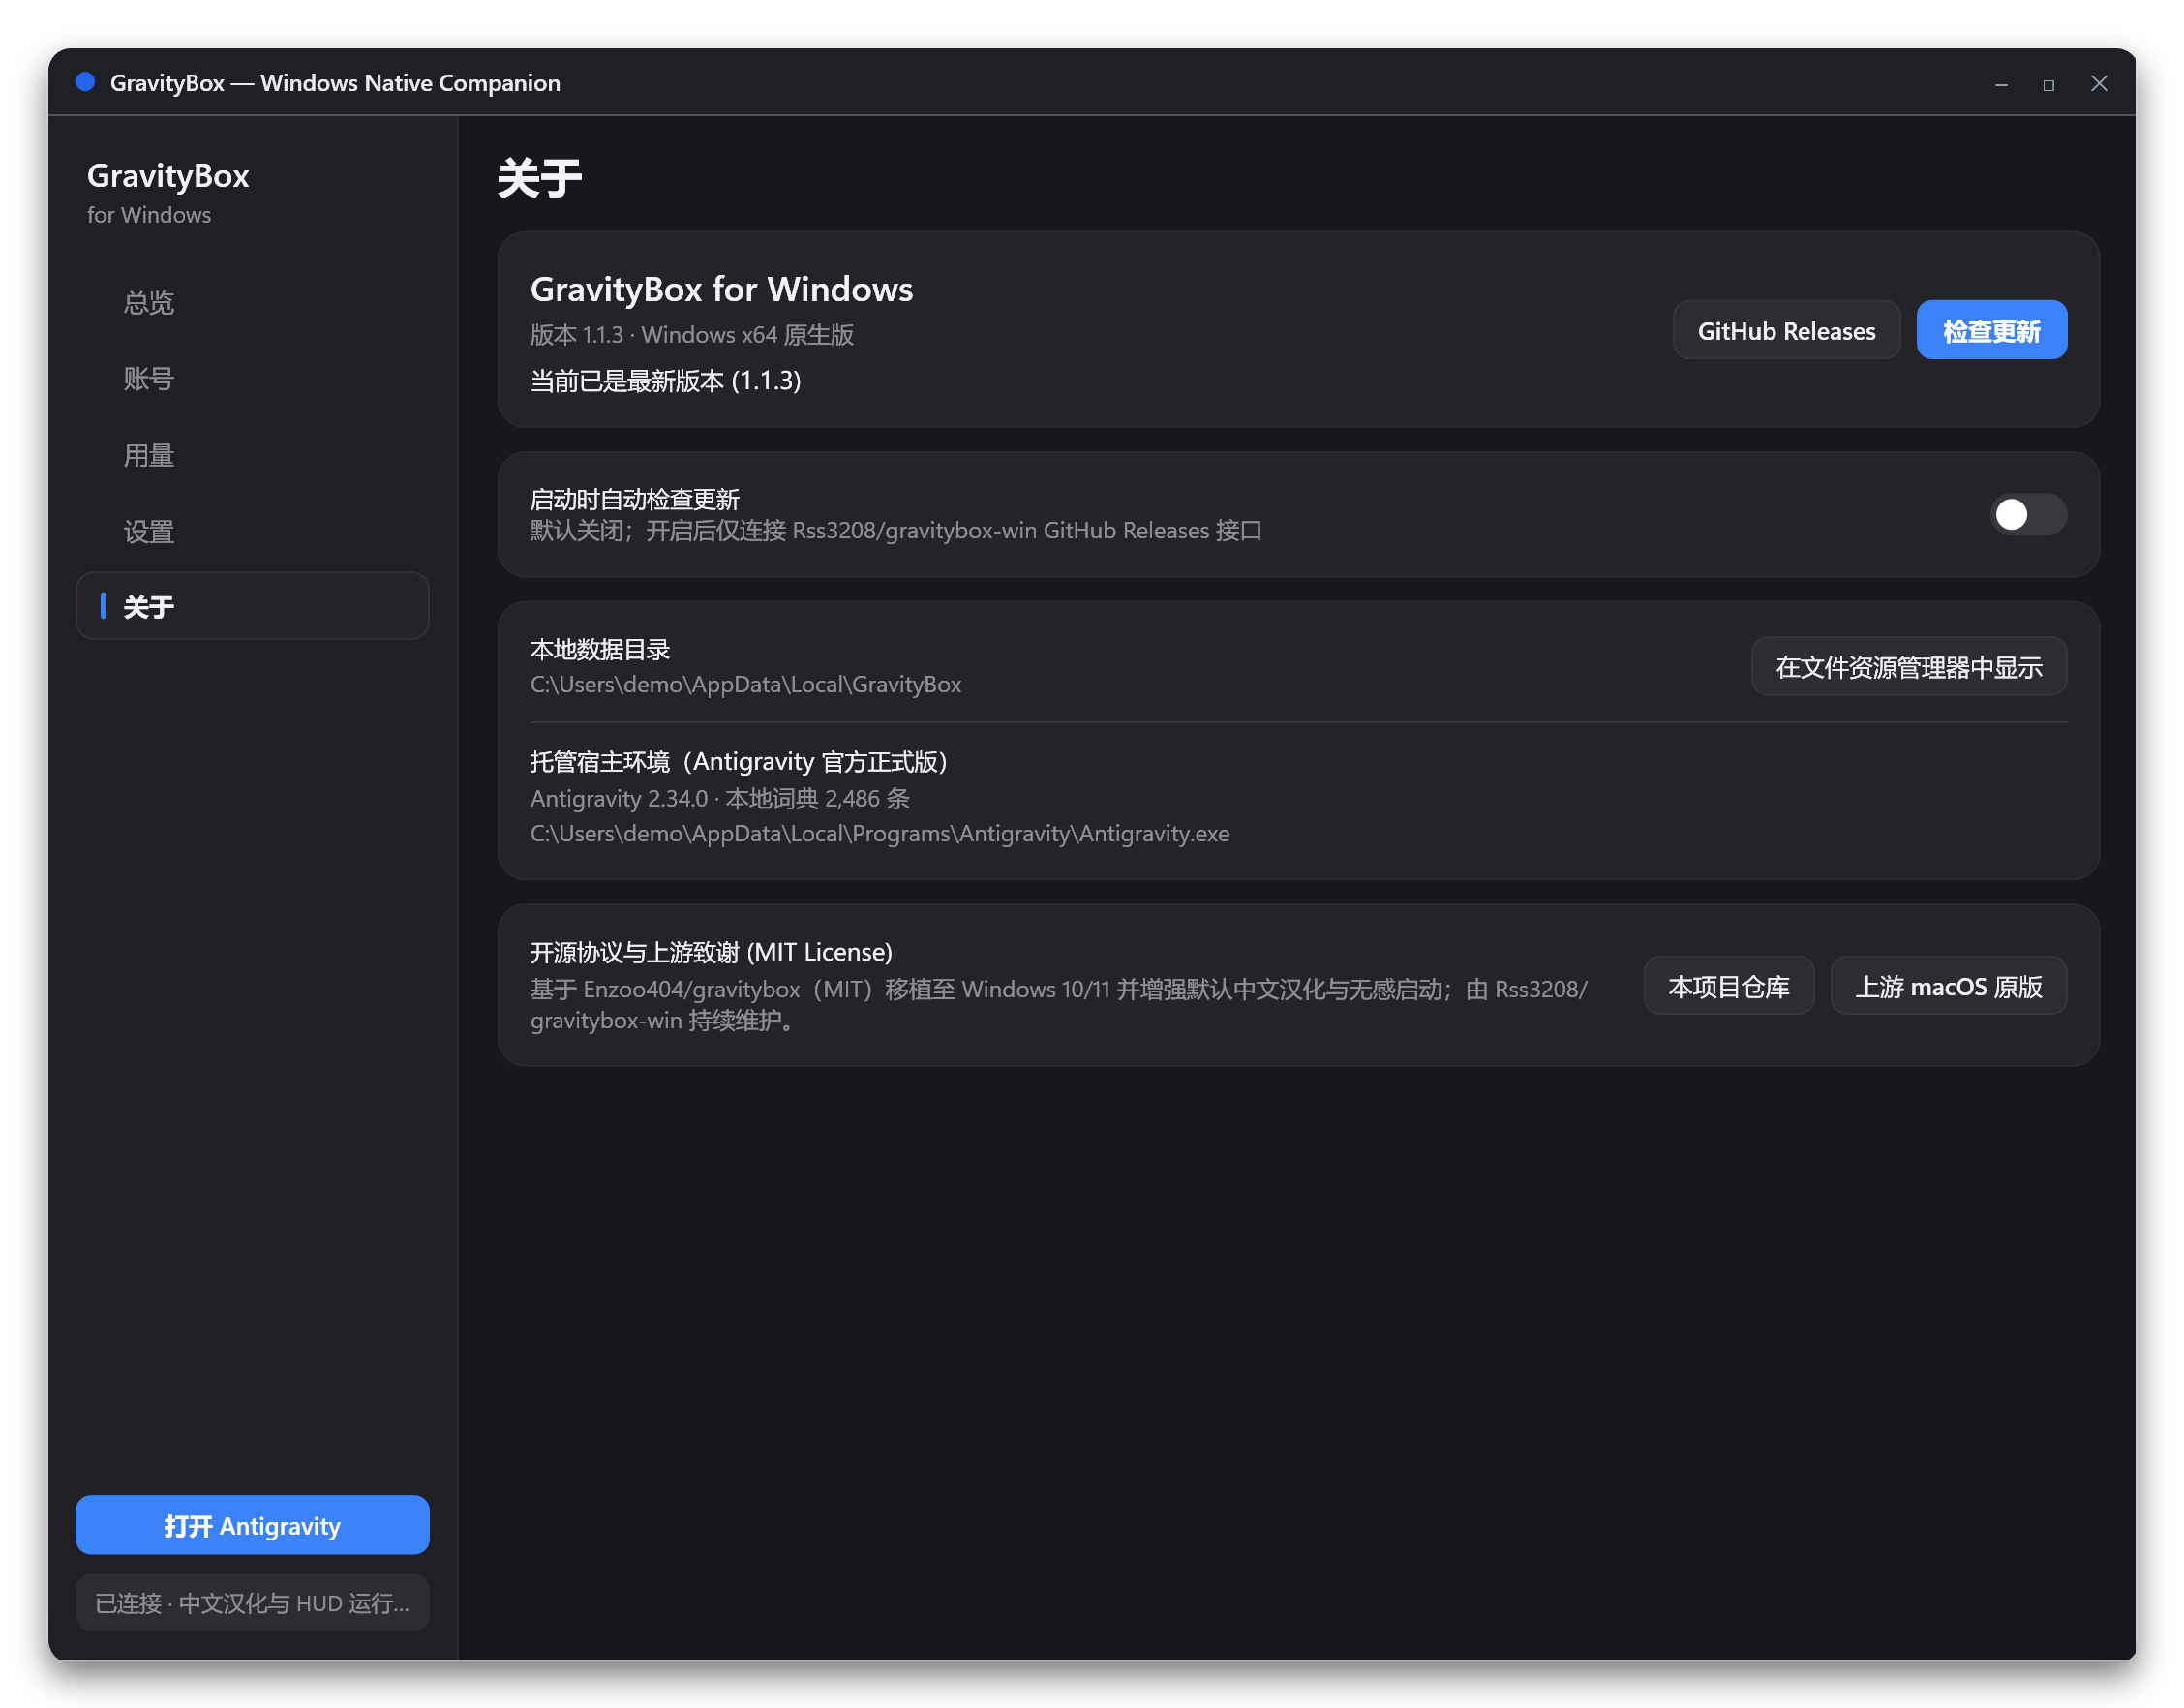 GravityBox — Windows Native Companion
GravityBox
for Windows
总览
账号
用量
设置
关于
打开 Antigravity
已连接 · 中文汉化与 HUD 运行...
关于
GravityBox for Windows
版本 1.1.3 · Windows x64 原生版
当前已是最新版本 (1.1.3)
GitHub Releases
检查更新
启动时自动检查更新
默认关闭；开启后仅连接 Rss3208/gravitybox-win GitHub Releases 接口
本地数据目录
C:\Users\demo\AppData\Local\GravityBox
在文件资源管理器中显示
托管宿主环境（Antigravity 官方正式版）
Antigravity 2.34.0 · 本地词典 2,486 条
C:\Users\demo\AppData\Local\Programs\Antigravity\Antigravity.exe
开源协议与上游致谢 (MIT License)
基于 Enzoo404/gravitybox（MIT）移植至 Windows 10/11 并增强默认中文汉化与无感启动；由 Rss3208/
gravitybox-win 持续维护。
本项目仓库
上游 macOS 原版